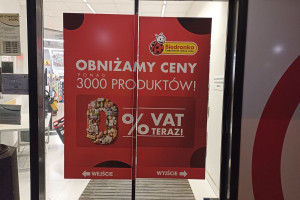 Biedronka
OBNIŻAMY CENY
PONAD
3000 PRODUKTÓW!
0% VAT
TERAZ!
WEJŚCIE
WYJŚCIE